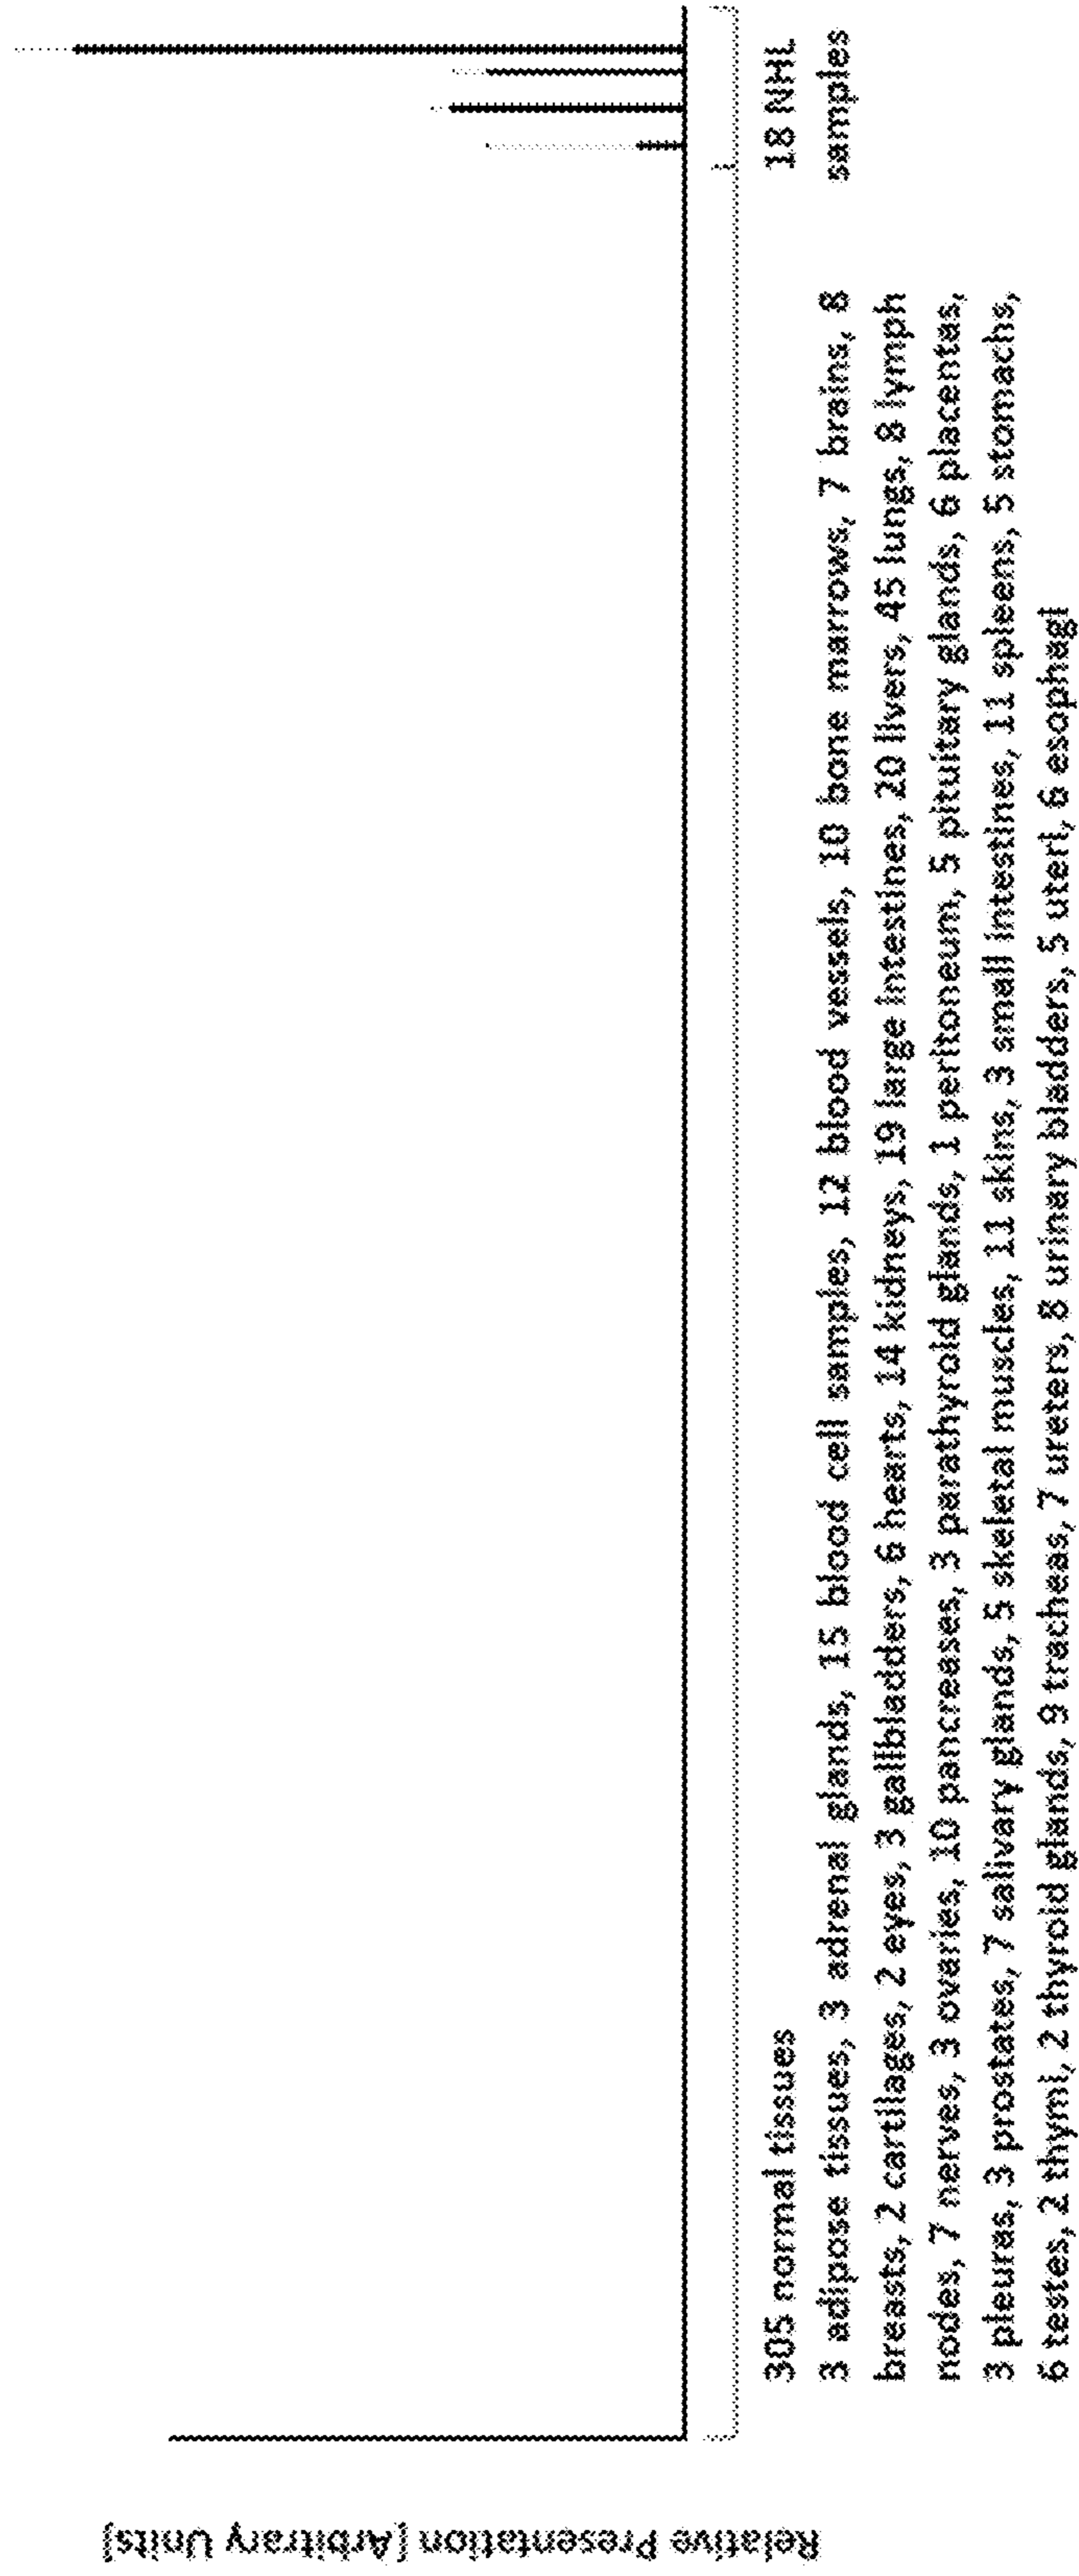 Relative Presentation [Arbitrary Units]
305 normal tissues
18 NHL
samples
3 adipose tissues, 3 adrenal glands, 15 blood cell samples, 12 blood vessels, 10 bone marrows, 7 brains, 8
breasts, 2 cartilages, 2 eyes, 3 gallbladders, 6 hearts, 14 kidneys, 19 large intestines, 20 livers, 45 lungs, 8 lymph
nodes, 7 nerves, 3 ovaries, 10 pancreases, 3 parathyroid glands, 1 peritoneum, 5 pituitary glands, 6 placentas,
3 pleuras, 3 prostates, 7 salivary glands, 5 skeletal muscles, 11 skins, 3 small intestines, 11 spleens, 5 stomachs,
6 testes, 2 thymi, 2 thyroid glands, 9 tracheas, 7 ureters, 8 urinary bladders, 5 uteri, 6 esophagi